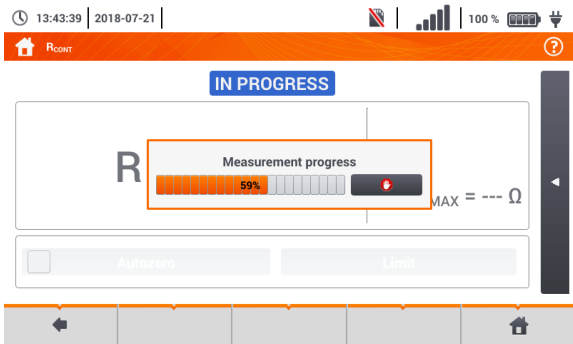 13:43:39 2018-07-21 100 %
RCONT ?
IN PROGRESS
Measurement progress
59%
R
MAX = --- Ω
Autozero Limit